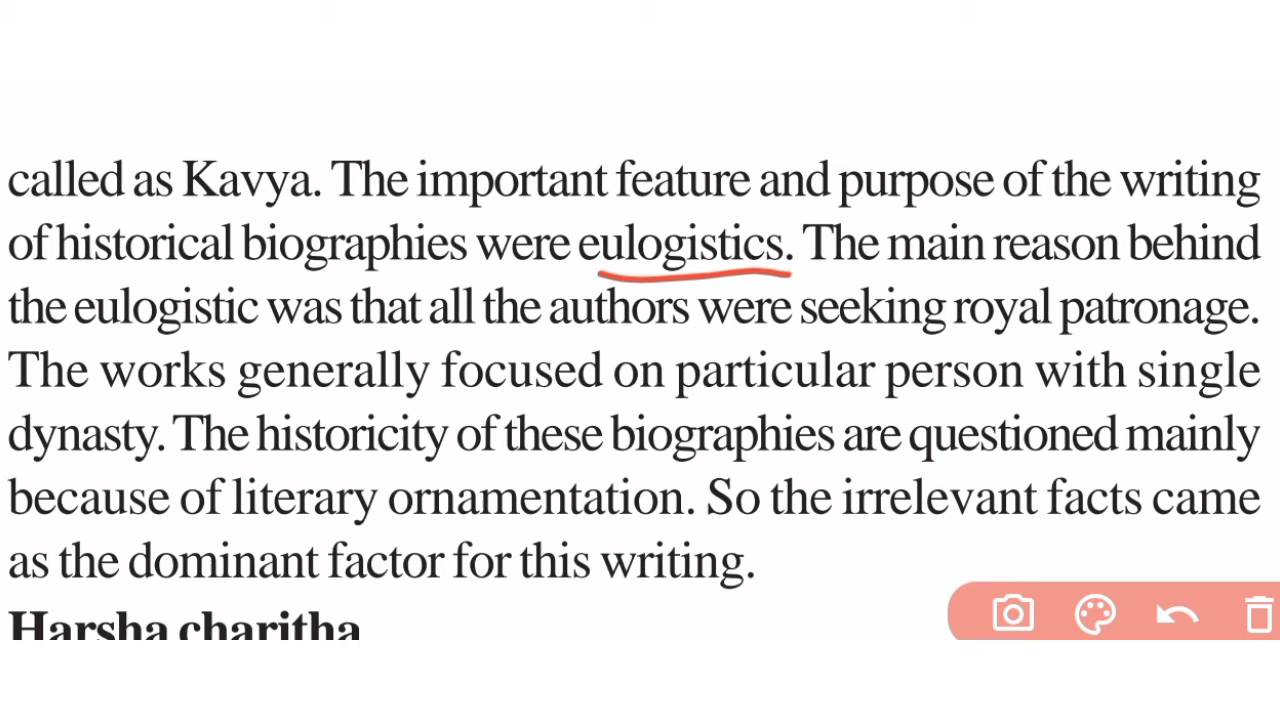 called as Kavya. The important feature and purpose of the writing
of historical biographies were eulogistics. The main reason behind
the eulogistic was that all the authors were seeking royal patronage.
The works generally focused on particular person with single
dynasty. The historicity of these biographies are questioned mainly
because of literary ornamentation. So the irrelevant facts came
as the dominant factor for this writing.
Harsha charitha